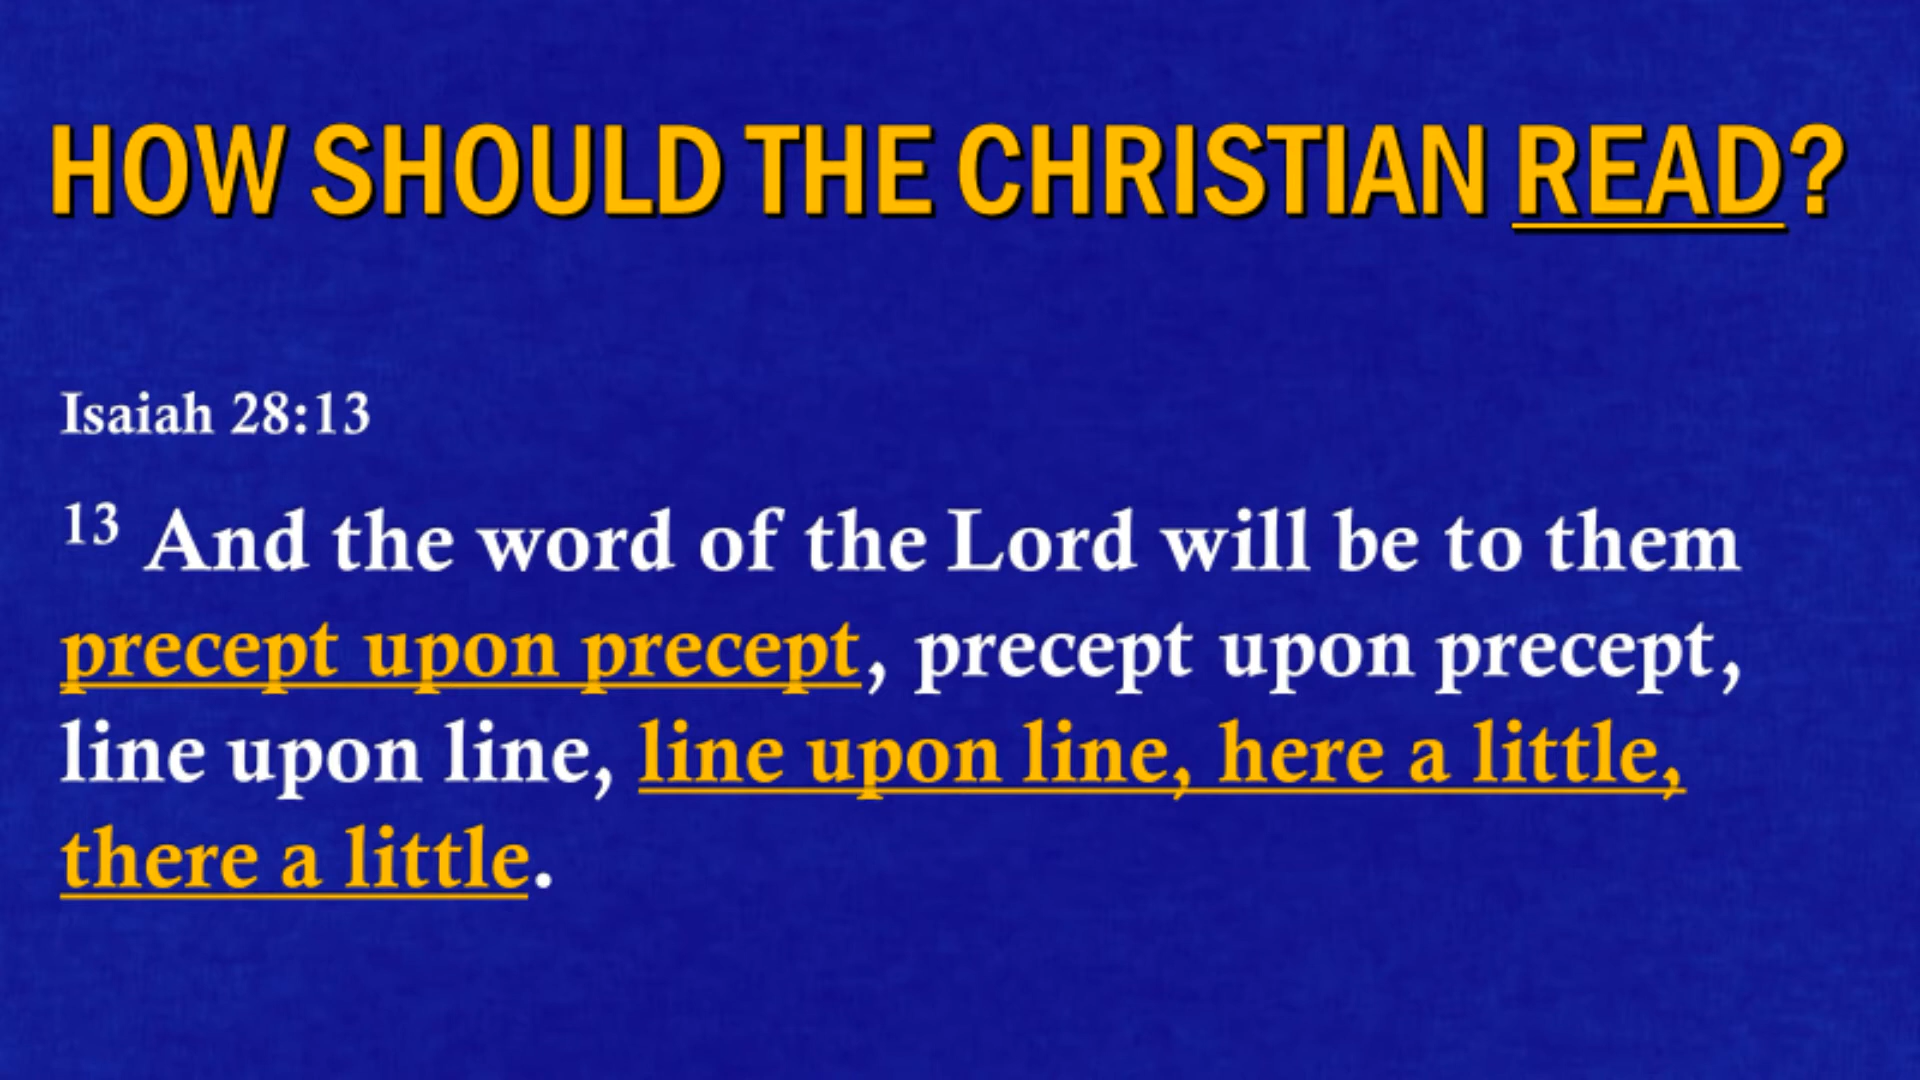 HOW SHOULD THE CHRISTIAN READ?
Isaiah 28:13
13 And the word of the Lord will be to them
precept upon precept, precept upon precept,
line upon line, line upon line, here a little,
there a little.